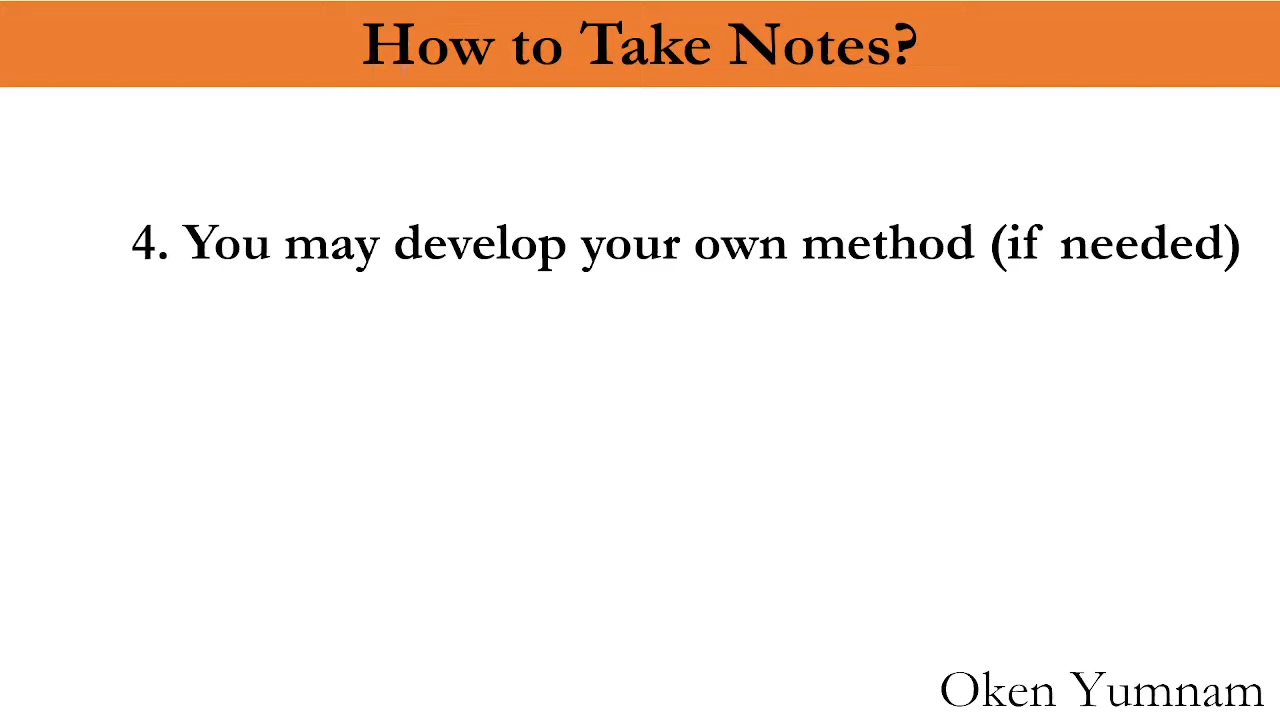 How to Take Notes?
4. You may develop your own method (if needed)
Oken Yumnam